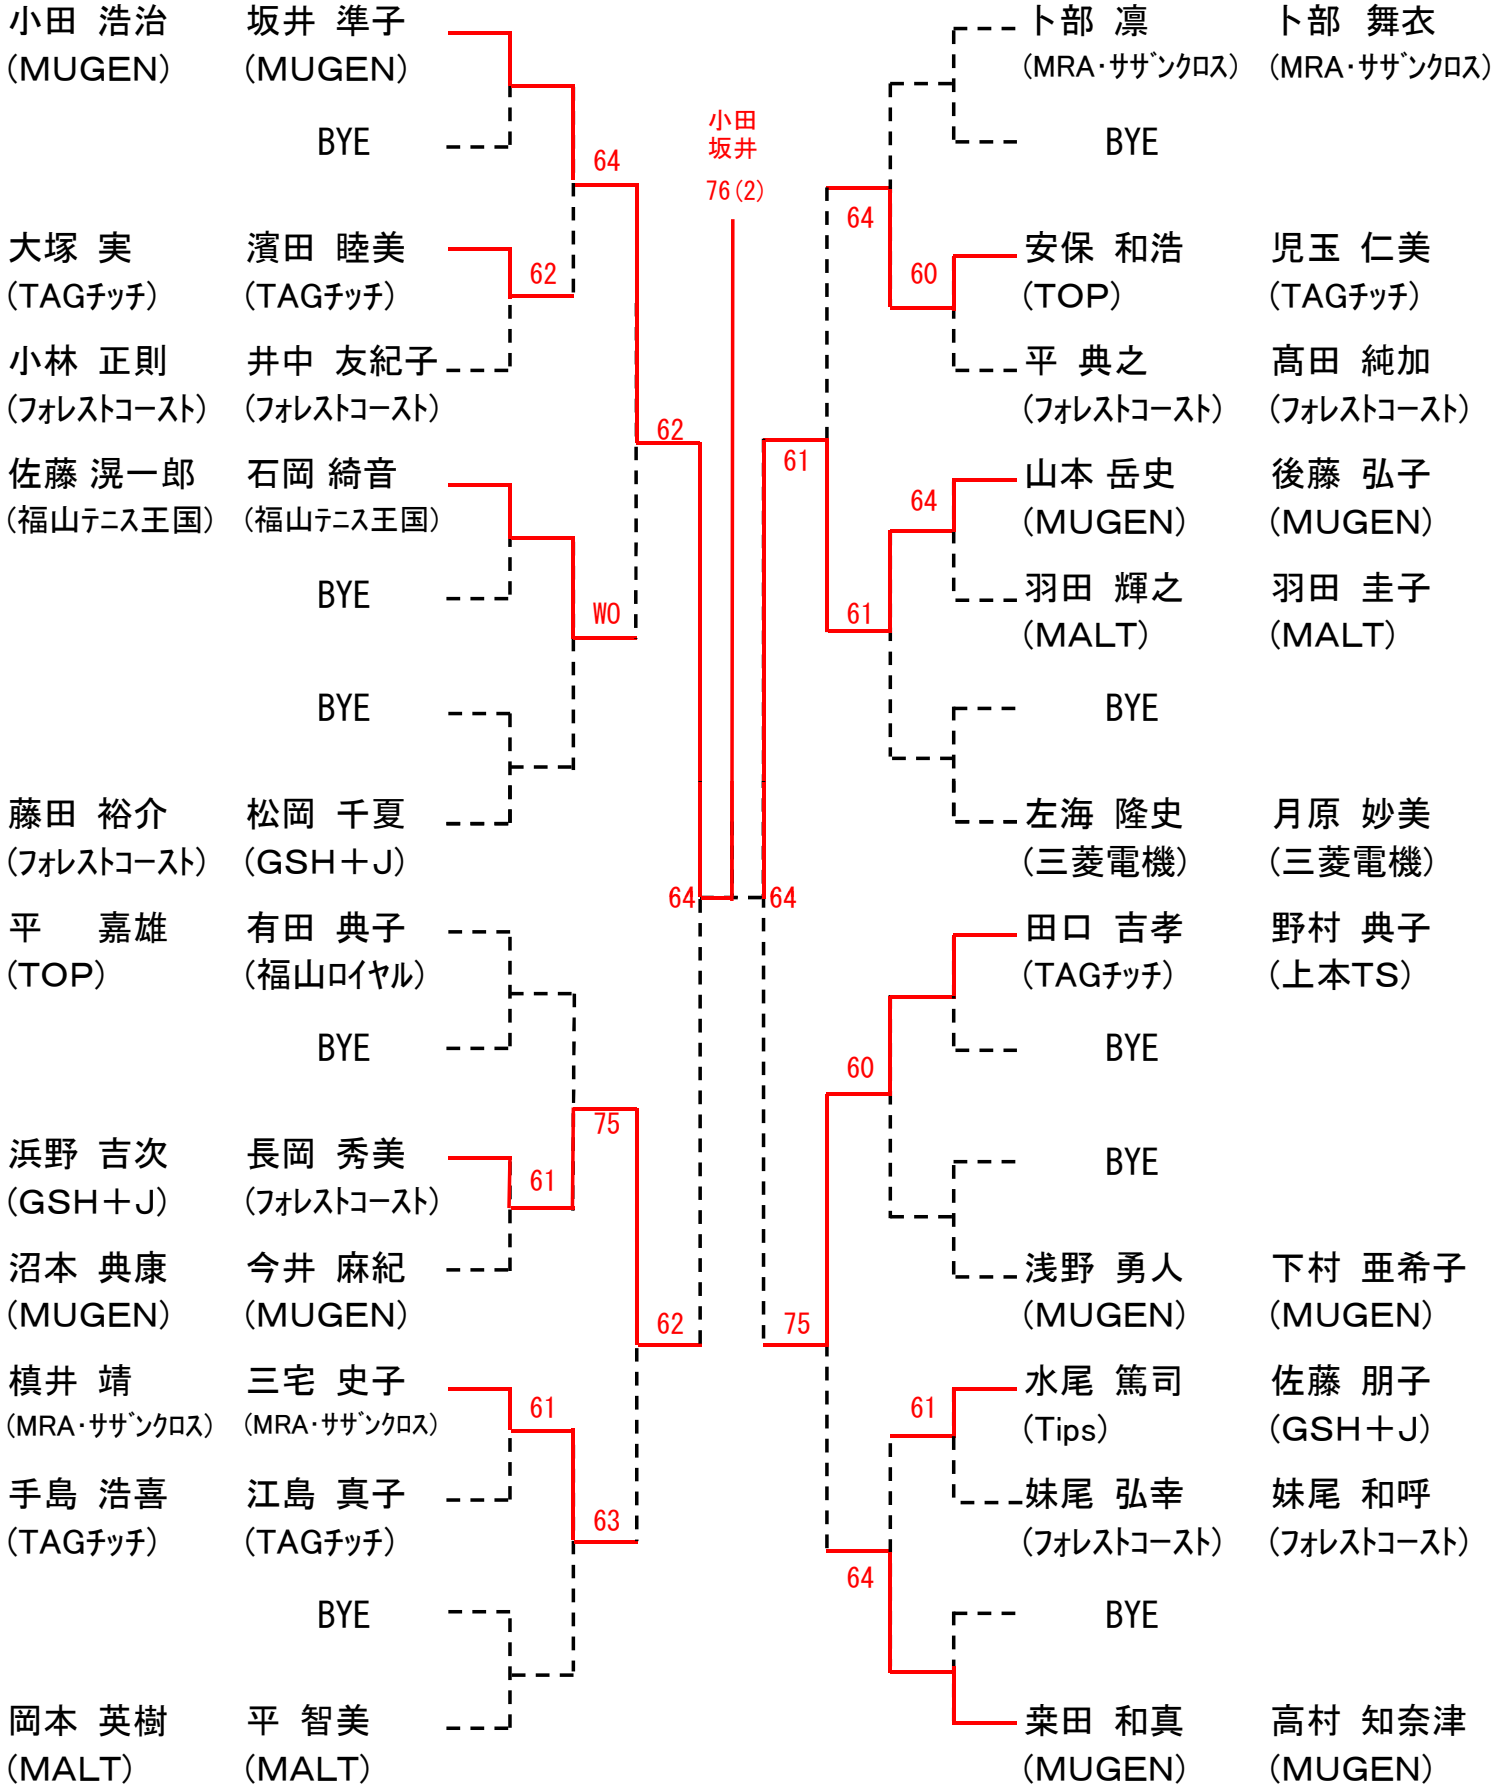 小田 浩治 坂井 準子
(MUGEN) (MUGEN)
BYE
64
大塚 実 濱田 睦美
(TAGチッチ) (TAGチッチ)
62
小林 正則 井中 友紀子
(フォレストコースト) (フォレストコースト)
62
佐藤 滉一郎 石岡 綺音
(福山テニス王国) (福山テニス王国)
BYE
WO
BYE
藤田 裕介 松岡 千夏
(フォレストコースト) (GSH+J)
64
平 嘉雄 有田 典子
(TOP) (福山ロイヤル)
BYE
75
浜野 吉次 長岡 秀美
(GSH+J) (フォレストコースト)
61
沼本 典康 今井 麻紀
(MUGEN) (MUGEN)
62
槙井 靖 三宅 史子
(MRA・サザンクロス) (MRA・サザンクロス)
61
手島 浩喜 江島 真子
(TAGチッチ) (TAGチッチ)
63
BYE
岡本 英樹 平 智美
(MALT) (MALT)
小田
坂井
76(2)
卜部 凛 卜部 舞衣
(MRA・サザンクロス) (MRA・サザンクロス)
BYE
64
安保 和浩 児玉 仁美
(TOP) (TAGチッチ)
60
平 典之 髙田 純加
(フォレストコースト) (フォレストコースト)
61
山本 岳史 後藤 弘子
(MUGEN) (MUGEN)
64
羽田 輝之 羽田 圭子
(MALT) (MALT)
61
BYE
左海 隆史 月原 妙美
(三菱電機) (三菱電機)
64
田口 吉孝 野村 典子
(TAGチッチ) (上本TS)
BYE
60
BYE
浅野 勇人 下村 亜希子
(MUGEN) (MUGEN)
75
水尾 篤司 佐藤 朋子
(Tips) (GSH+J)
61
妹尾 弘幸 妹尾 和呼
(フォレストコースト) (フォレストコースト)
64
BYE
桒田 和真 高村 知奈津
(MUGEN) (MUGEN)